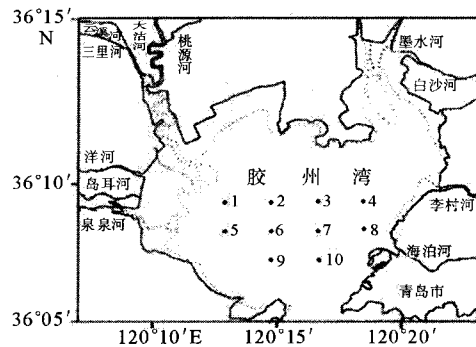 36°15′
N
云溪河
三里河
大沽河
桃源河
墨水河
白沙河
洋河
岛耳河
泉泉河
36°10′
胶州湾
1 2 3 4
5 6 7 8
9 10
李村河
海泊河
青岛市
36°05′
120°10′E 120°15′ 120°20′